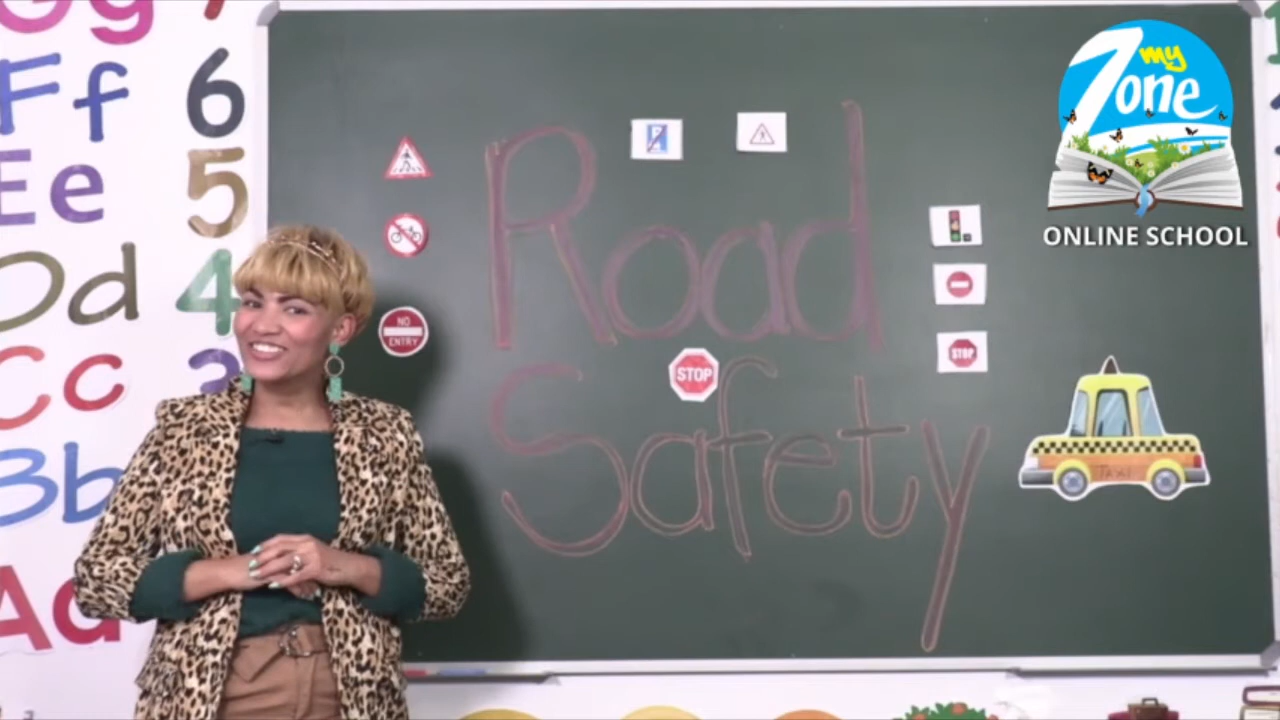 Gg 7
Ff 6
Ee 5
Dd 4
Cc 3
Bb
Aa
my
Zone
ONLINE SCHOOL
Road
Safety
NO
ENTRY
STOP
STOP
TAXI